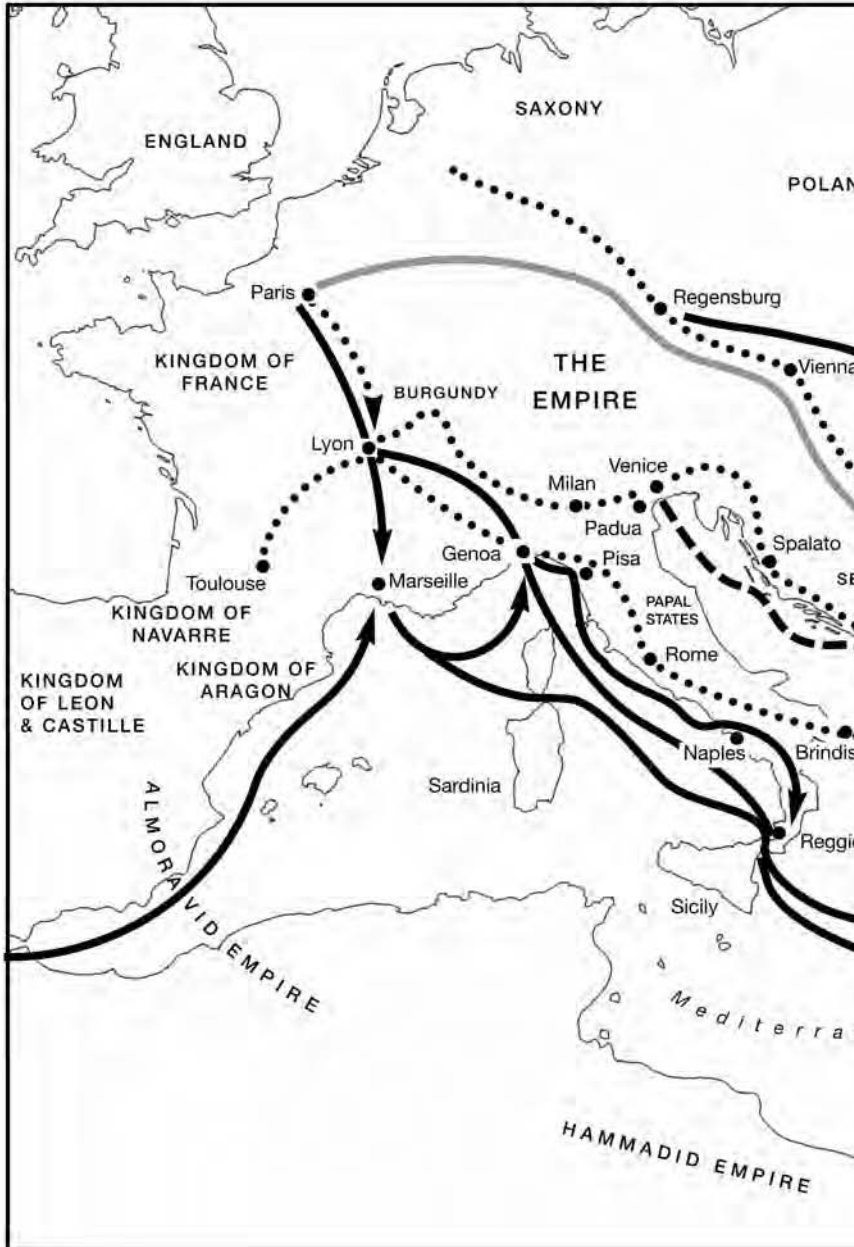 SAXONY
ENGLAND
POLAN
Paris
Regensburg
KINGDOM OF
FRANCE
THE
EMPIRE
Vienna
BURGUNDY
Lyon
Venice
Milan
Padua
Spalato
Genoa
Pisa
Toulouse
Marseille
SE
KINGDOM OF
NAVARRE
PAPAL
STATES
Rome
KINGDOM OF
ARAGON
KINGDOM
OF LEON
& CASTILLE
Naples
Brindis
Sardinia
ALMORAVID EMPIRE
Reggio
Sicily
Mediterra
HAMMADID EMPIRE